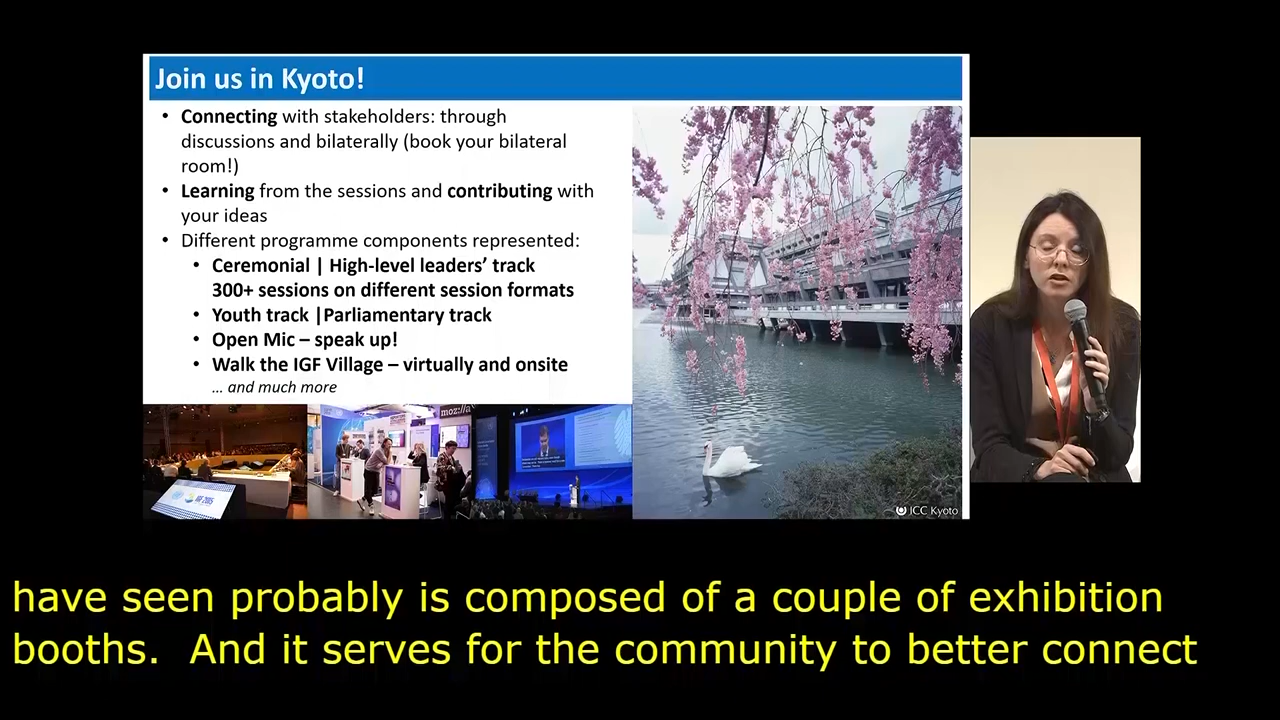 Join us in Kyoto!
• Connecting with stakeholders: through
discussions and bilaterally (book your bilateral
room!)
• Learning from the sessions and contributing with
your ideas
• Different programme components represented:
• Ceremonial | High-level leaders’ track
300+ sessions on different session formats
• Youth track |Parliamentary track
• Open Mic – speak up!
• Walk the IGF Village – virtually and onsite
… and much more
moz://a
ICC Kyoto
have seen probably is composed of a couple of exhibition
booths.  And it serves for the community to better connect